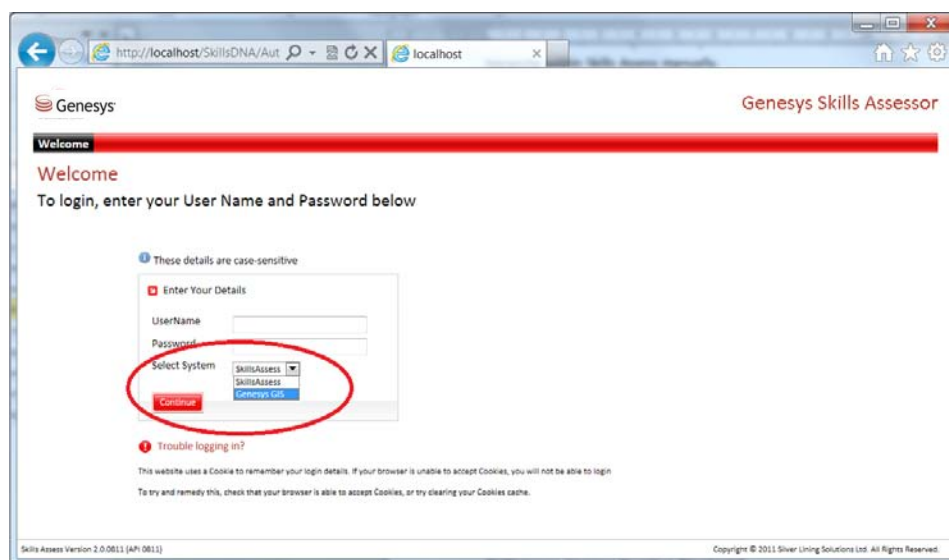 http://localhost/SkillsDNA/Aut
localhost
Genesys
Genesys Skills Assessor
Welcome
Welcome
To login, enter your User Name and Password below
These details are case-sensitive
Enter Your Details
UserName
Password
Select System
SkillsAssess
SkillsAssess
Genesys GIS
Continue
Trouble logging in?
This website uses a Cookie to remember your login details. If your browser is unable to accept Cookies, you will not be able to login
To try and remedy this, check that your browser is able to accept Cookies, or try clearing your Cookies cache.
Skills Assess Version 2.0.0811 (API 0811)
Copyright © 2011 Silver Lining Solutions Ltd. All Rights Reserved.